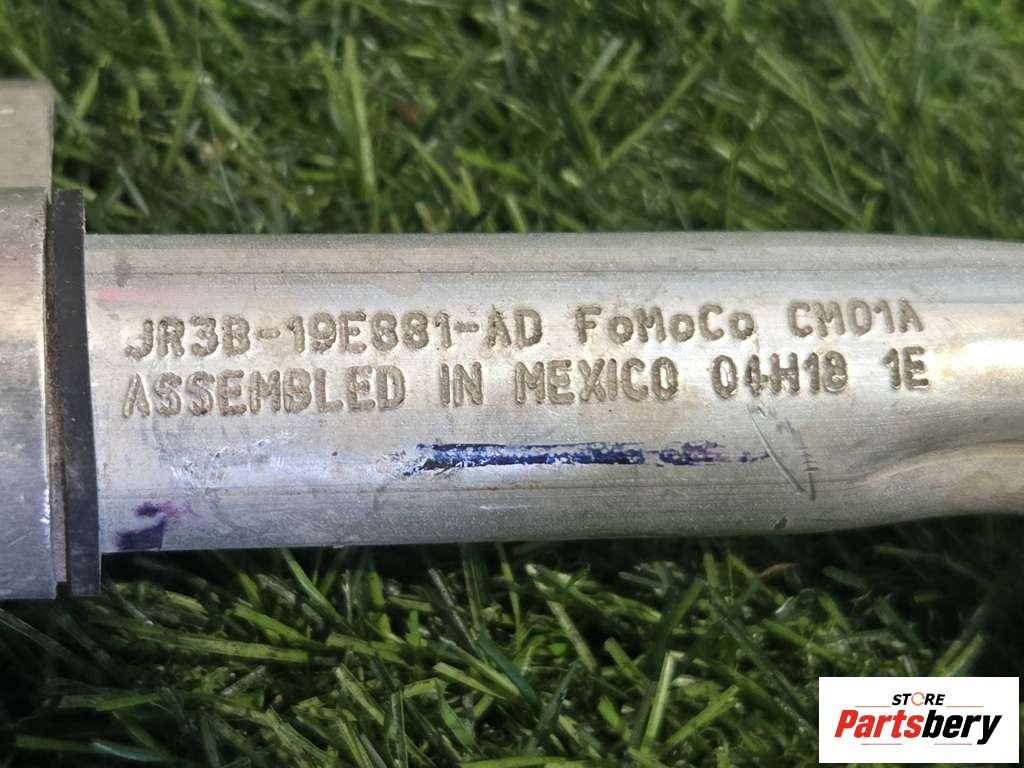 JR3B-19E881-AD FoMoCo CM01A
ASSEMBLED IN MEXICO 04H18 1E
STORE
Partsbery